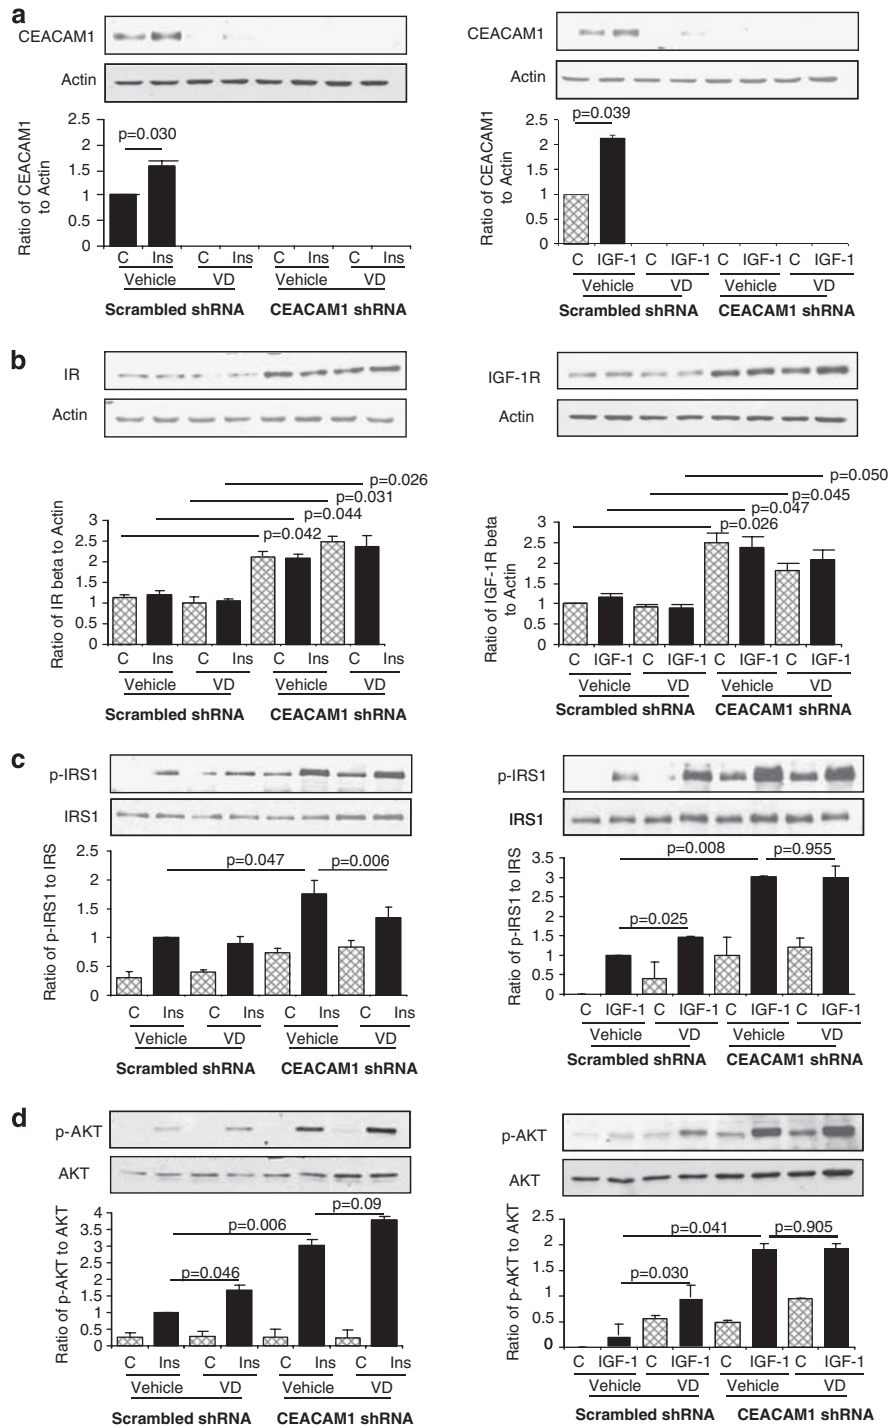 a
CEACAM1
Actin
Ratio of CEACAM1
to Actin
2.5
2
1.5
1
0.5
0
p=0.030
C Ins C Ins C Ins C Ins
Vehicle VD Vehicle VD
Scrambled shRNA CEACAM1 shRNA
CEACAM1
Actin
Ratio of CEACAM1
to Actin
2.5
2
1.5
1
0.5
0
p=0.039
C IGF-1 C IGF-1 C IGF-1 C IGF-1
Vehicle VD Vehicle VD
Scrambled shRNA CEACAM1 shRNA
b
IR
Actin
Ratio of IR beta to Actin
p=0.026
p=0.031
p=0.044
p=0.042
3
2.5
2
1.5
1
0.5
0
C Ins C Ins C Ins C Ins
Vehicle VD Vehicle VD
Scrambled shRNA CEACAM1 shRNA
IGF-1R
Actin
Ratio of IGF-1R beta
to Actin
p=0.050
p=0.045
p=0.047
p=0.026
3
2.5
2
1.5
1
0.5
0
C IGF-1 C IGF-1 C IGF-1 C IGF-1
Vehicle VD Vehicle VD
Scrambled shRNA CEACAM1 shRNA
c
p-IRS1
IRS1
Ratio of p-IRS1 to IRS
2.5
2
1.5
1
0.5
0
p=0.047 p=0.006
C Ins C Ins C Ins C Ins
Vehicle VD Vehicle VD
Scrambled shRNA CEACAM1 shRNA
p-IRS1
IRS1
Ratio of p-IRS1 to IRS
3.5
3
2.5
2
1.5
1
0.5
0
p=0.008 p=0.955
p=0.025
C IGF-1 C IGF-1 C IGF-1 C IGF-1
Vehicle VD Vehicle VD
Scrambled shRNA CEACAM1 shRNA
d
p-AKT
AKT
Ratio of p-AKT to AKT
4
3.5
3
2.5
2
1.5
1
0.5
0
p=0.09
p=0.006
p=0.046
C Ins C Ins C Ins C Ins
Vehicle VD Vehicle VD
Scrambled shRNA CEACAM1 shRNA
p-AKT
AKT
Ratio of p-AKT to AKT
2.5
2
1.5
1
0.5
0
p=0.041 p=0.905
p=0.030
C IGF-1 C IGF-1 C IGF-1 C IGF-1
Vehicle VD Vehicle VD
Scrambled shRNA CEACAM1 shRNA